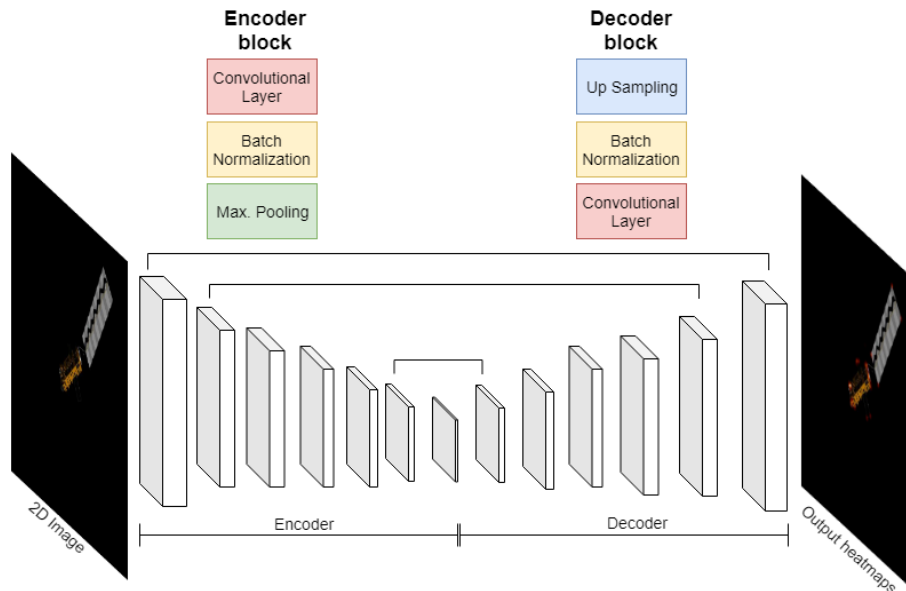 Encoder
block
Decoder
block
Convolutional
Layer
Up Sampling
Batch
Normalization
Batch
Normalization
Max. Pooling
Convolutional
Layer
2D Image
Encoder
Decoder
Output heatmaps